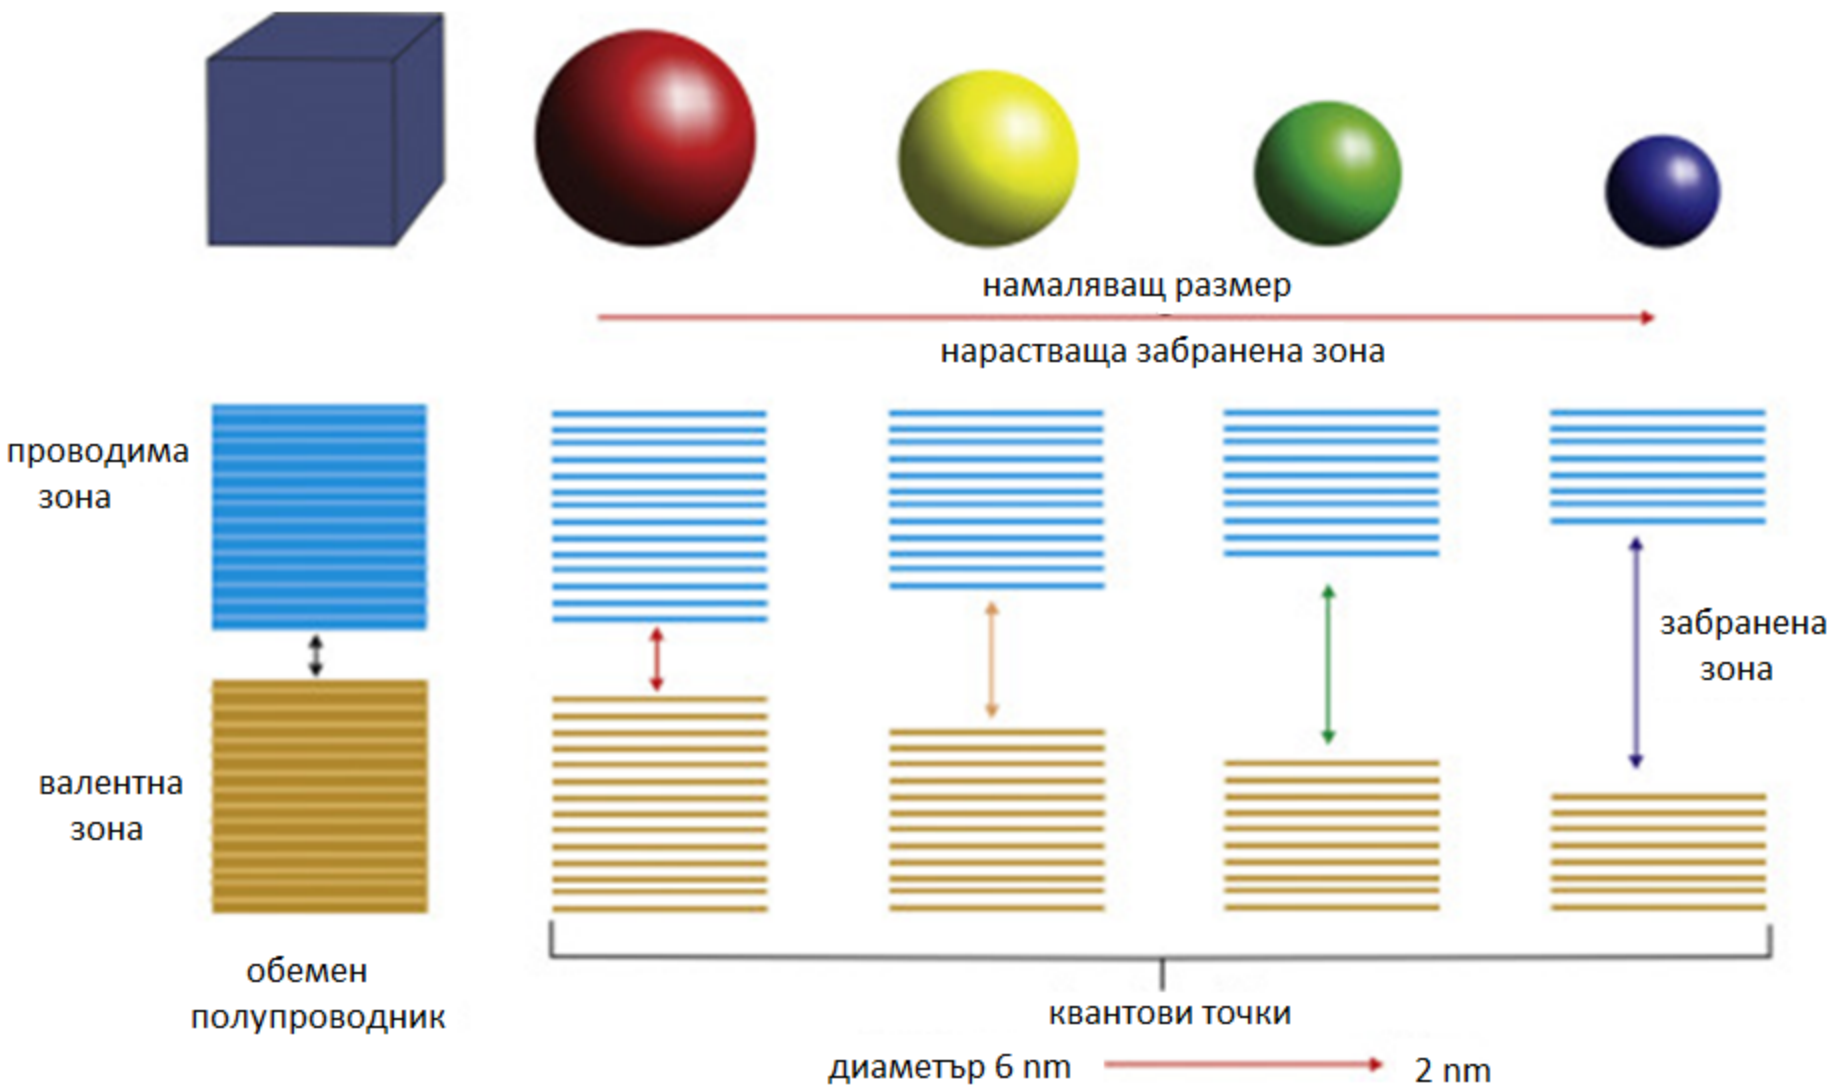 намаляващ размер
нарастваща забранена зона
проводима
зона
забранена
зона
валентна
зона
обемен
полупроводник
квантови точки
диаметър 6 nm
2 nm